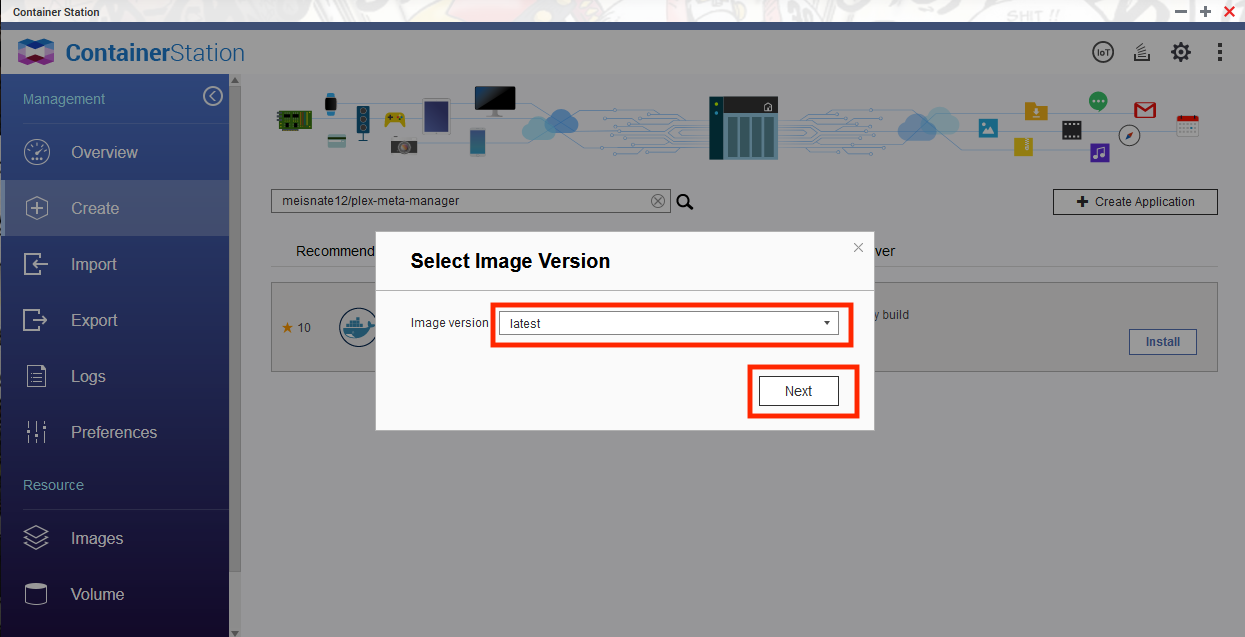 Container Station
SHIT !!
ContainerStation
IoT
Management
Overview
Create
Import
Export
Logs
Preferences
Resource
Images
Volume
meisnate12/plex-meta-manager
Create Application
Recommend
ver
Select Image Version
10
Image version
latest
y build
Install
Next